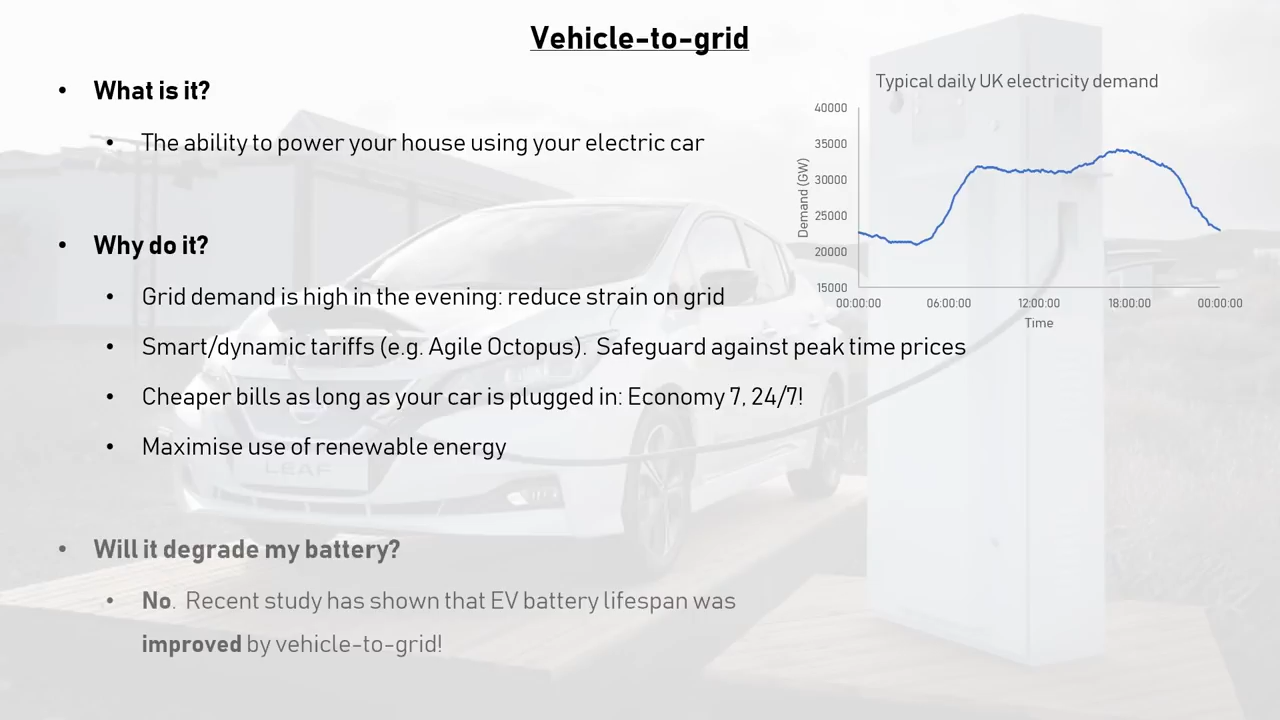 Vehicle-to-grid
• What is it?
• The ability to power your house using your electric car
• Why do it?
• Grid demand is high in the evening: reduce strain on grid
• Smart/dynamic tariffs (e.g. Agile Octopus). Safeguard against peak time prices
• Cheaper bills as long as your car is plugged in: Economy 7, 24/7!
• Maximise use of renewable energy
LEAF
• Will it degrade my battery?
• No. Recent study has shown that EV battery lifespan was
improved by vehicle-to-grid!
Typical daily UK electricity demand
Demand (GW)
40000
35000
30000
25000
20000
15000
00:00:00 06:00:00 12:00:00 18:00:00 00:00:00
Time